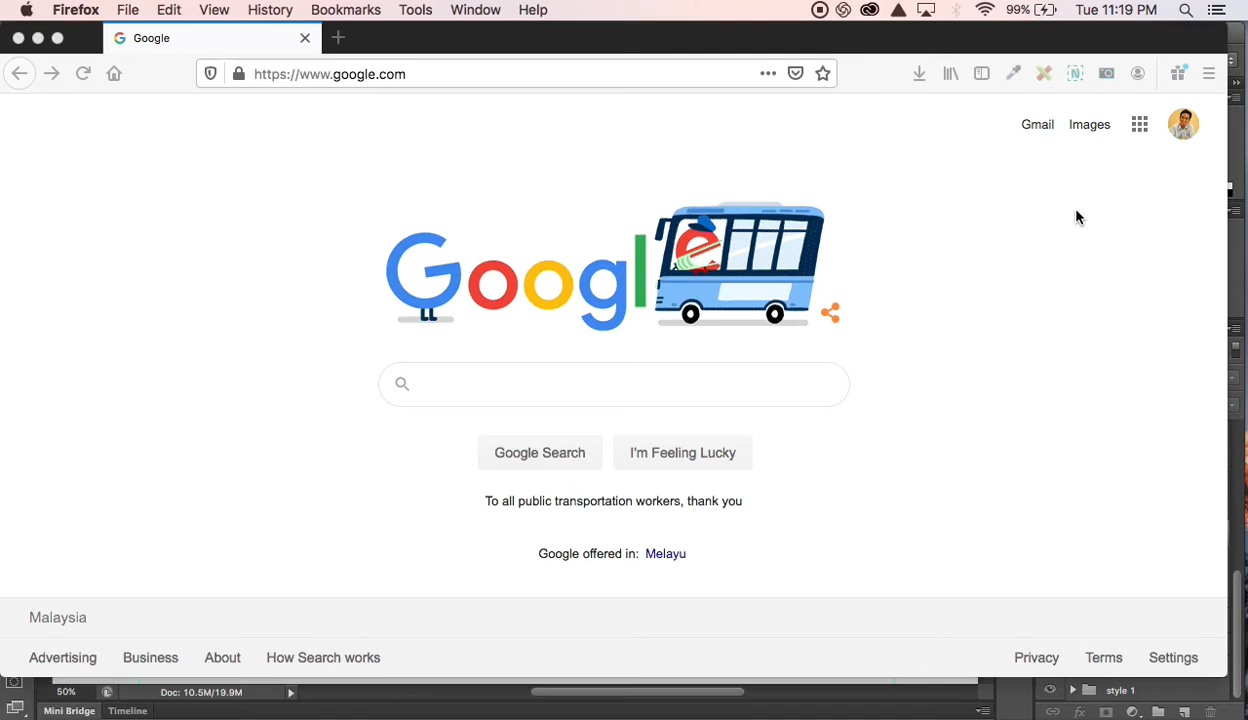 Firefox File Edit View History Bookmarks Tools Window Help 99% Tue 11:19 PM
Google
https://www.google.com
Gmail Images
Google
Google Search I'm Feeling Lucky
To all public transportation workers, thank you
Google offered in: Melayu
Malaysia
Advertising Business About How Search works Privacy Terms Settings
50% Doc: 10.5M/19.9M style 1
Mini Bridge Timeline fx